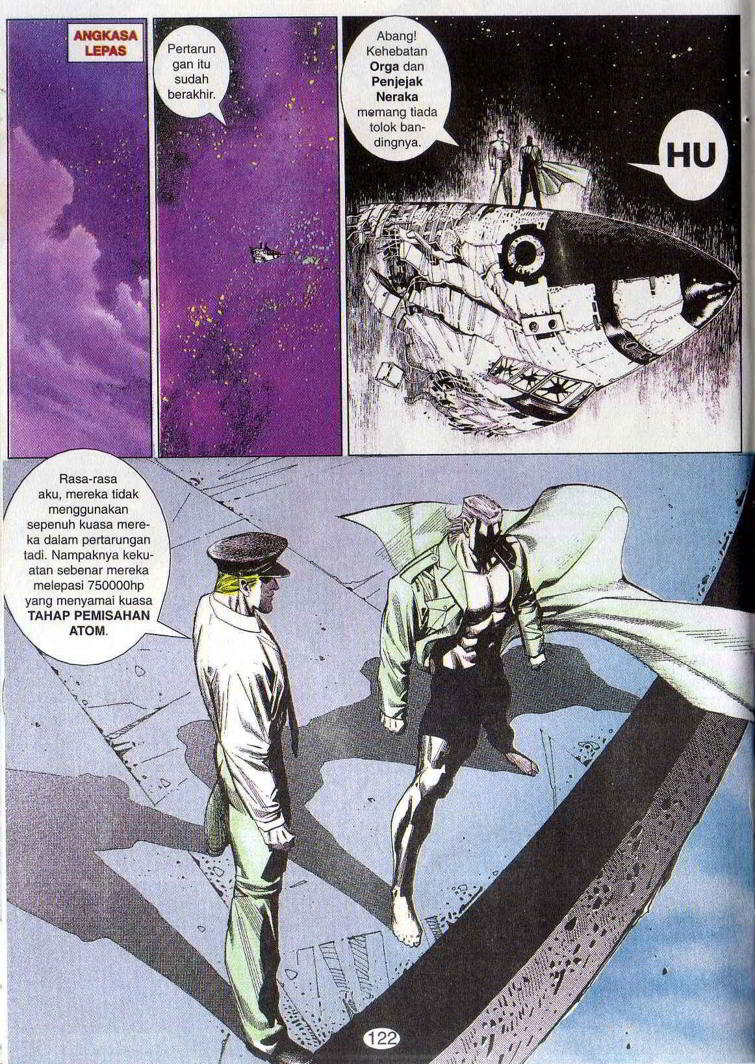 ANGKASA
LEPAS
Pertarun
gan itu
sudah
berakhir.
Abang!
Kehebatan
Orga dan
Penjejak
Neraka
memang tiada
tolok ban-
dingnya.
HU
Rasa-rasa
aku, mereka tidak
menggunakan
sepenuh kuasa mere-
ka dalam pertarungan
tadi. Nampaknya keku-
atan sebenar mereka
melepasi 750000hp
yang menyamai kuasa
TAHAP PEMISAHAN
ATOM.
122